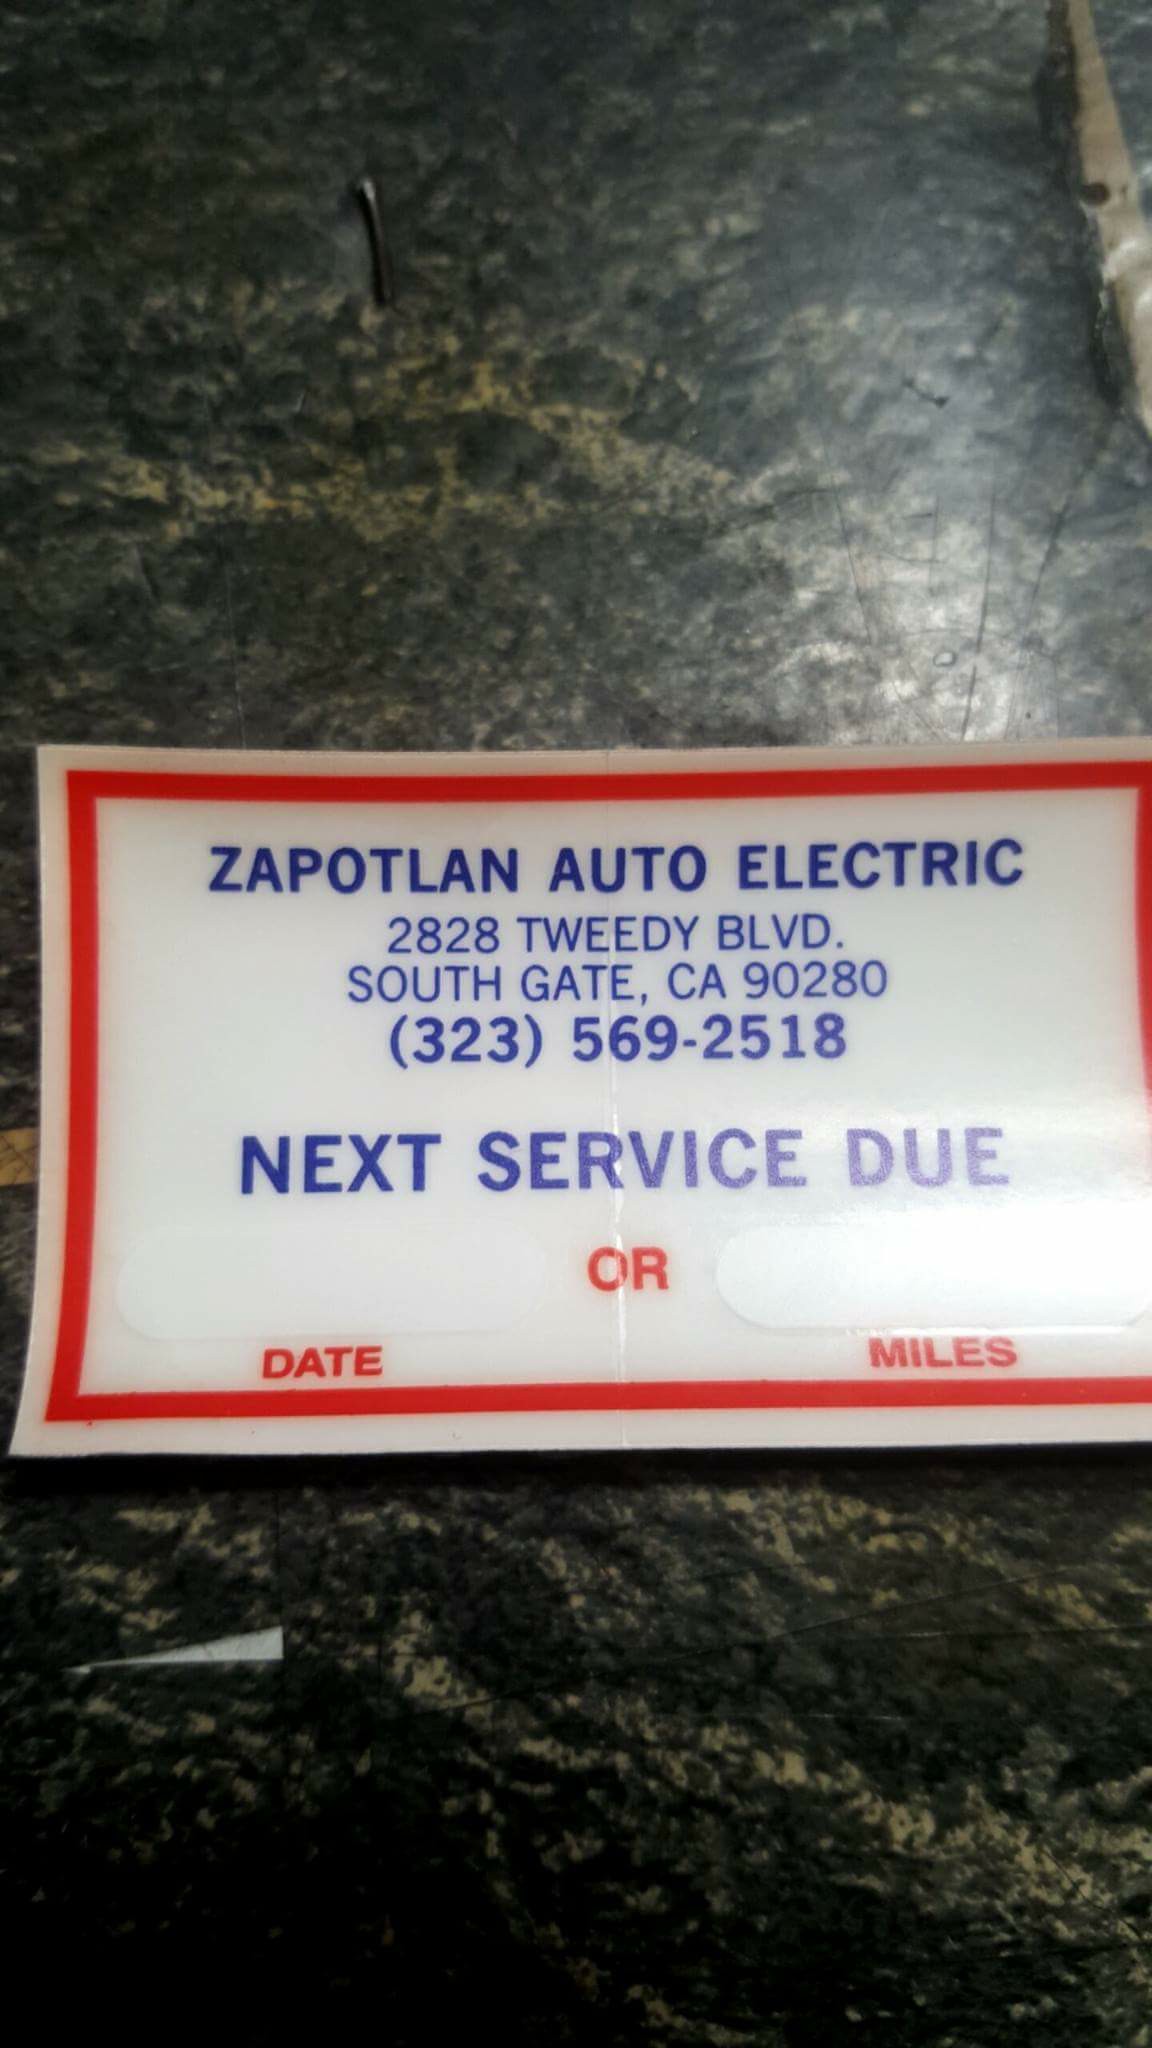 ZAPOTLAN AUTO ELECTRIC
2828 TWEEDY BLVD.
SOUTH GATE, CA 90280
(323) 569-2518
NEXT SERVICE DUE
OR
DATE MILES